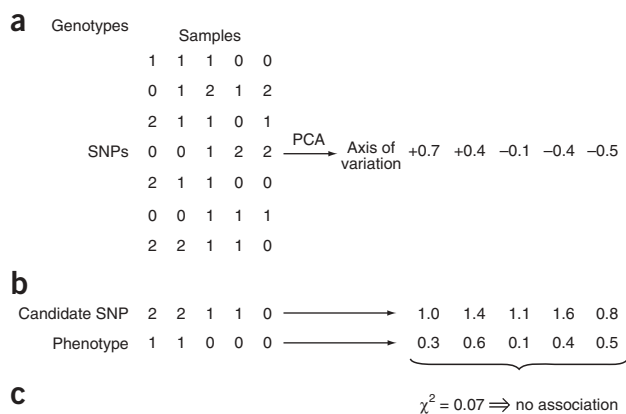 a
Genotypes
Samples
1 1 1 0 0
0 1 2 1 2
2 1 1 0 1
SNPs 0 0 1 2 2 PCA Axis of variation +0.7 +0.4 –0.1 –0.4 –0.5
2 1 1 0 0
0 0 1 1 1
2 2 1 1 0
b
Candidate SNP 2 2 1 1 0 1.0 1.4 1.1 1.6 0.8
Phenotype 1 1 0 0 0 0.3 0.6 0.1 0.4 0.5
c
χ² = 0.07 ⇒ no association